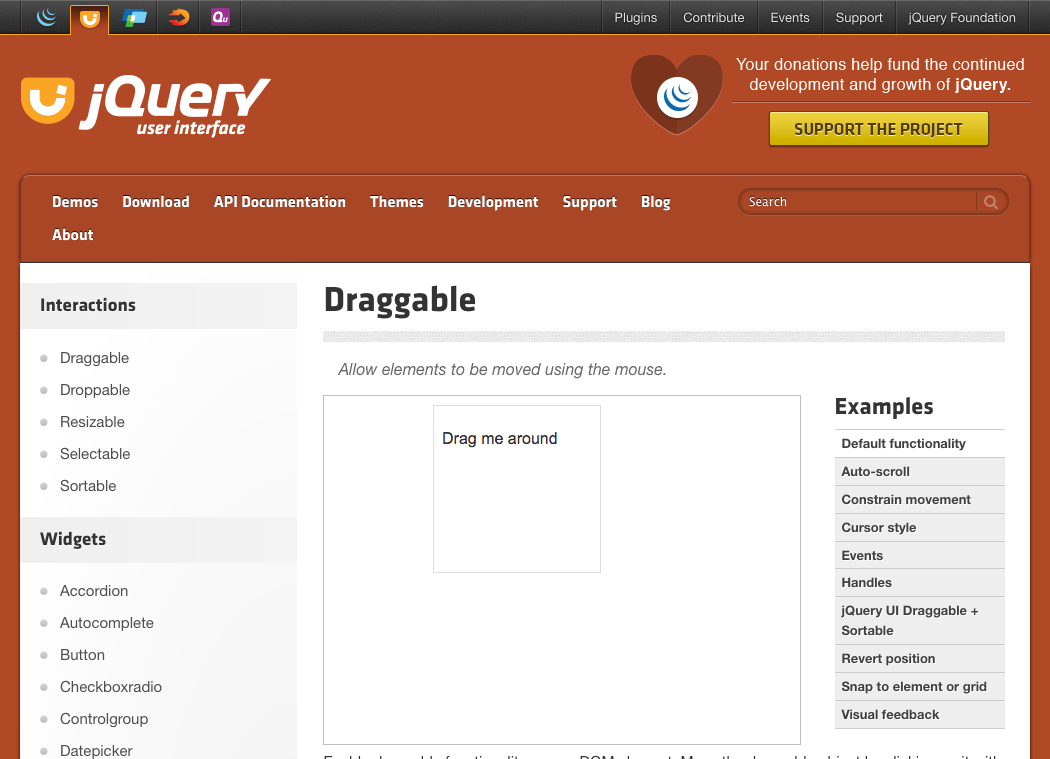 Qu
Plugins
Contribute
Events
Support
jQuery Foundation
jQuery
user interface
Your donations help fund the continued
development and growth of jQuery.
SUPPORT THE PROJECT
Demos
Download
API Documentation
Themes
Development
Support
Blog
About
Search
Interactions
Draggable
Droppable
Resizable
Selectable
Sortable
Widgets
Accordion
Autocomplete
Button
Checkboxradio
Controlgroup
Datepicker
Draggable
Allow elements to be moved using the mouse.
Drag me around
Examples
Default functionality
Auto-scroll
Constrain movement
Cursor style
Events
Handles
jQuery UI Draggable +
Sortable
Revert position
Snap to element or grid
Visual feedback